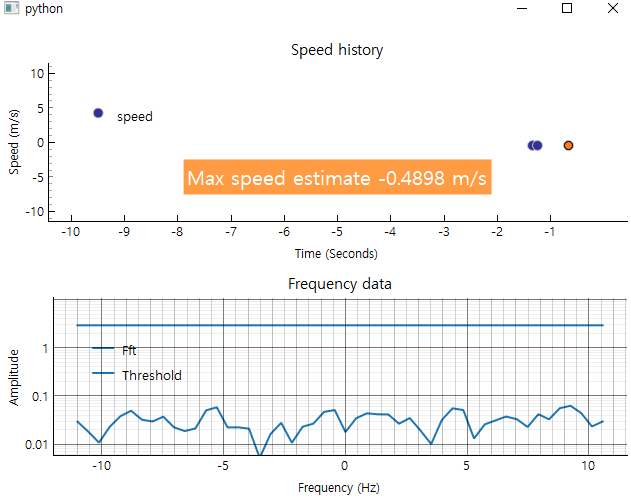 python
Speed history
10
5
0
-5
-10
Speed (m/s)
speed
Max speed estimate -0.4898 m/s
-10 -9 -8 -7 -6 -5 -4 -3 -2 -1
Time (Seconds)
Frequency data
1
0.1
0.01
Amplitude
Fft
Threshold
-10 -5 0 5 10
Frequency (Hz)